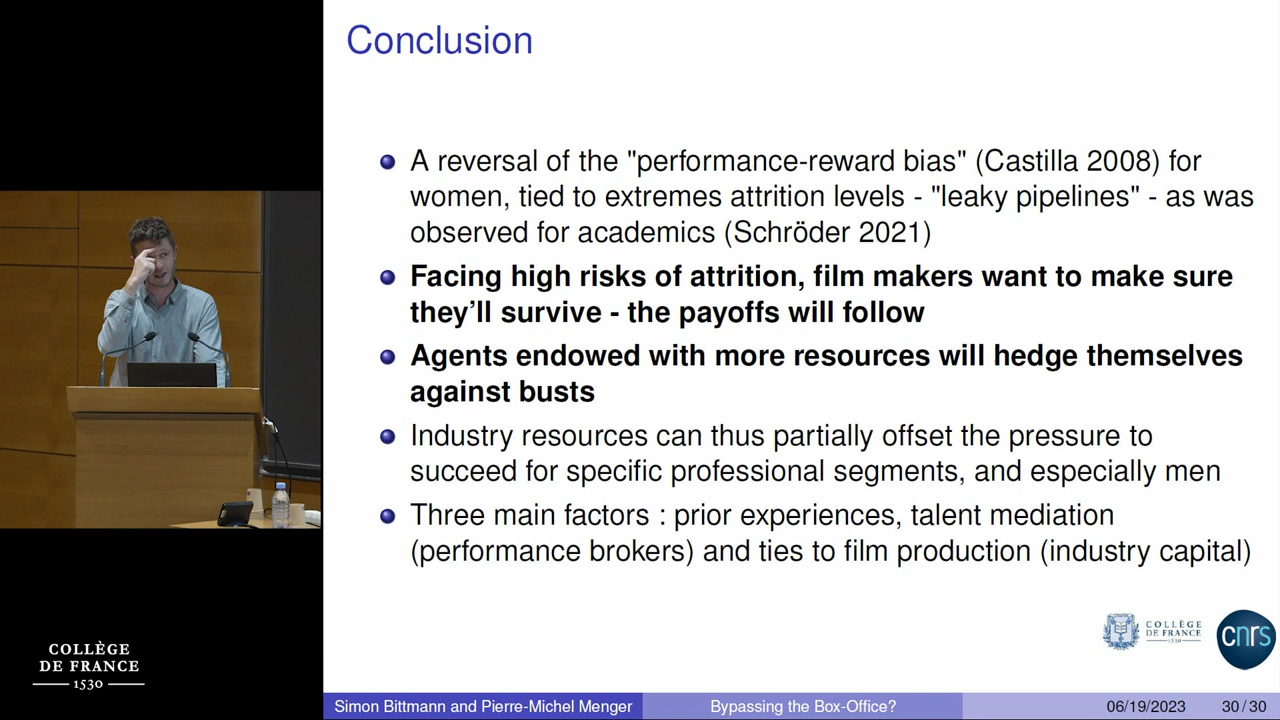 Conclusion
A reversal of the "performance-reward bias" (Castilla 2008) for
women, tied to extremes attrition levels - "leaky pipelines" - as was
observed for academics (Schröder 2021)
Facing high risks of attrition, film makers want to make sure
they'll survive - the payoffs will follow
Agents endowed with more resources will hedge themselves
against busts
Industry resources can thus partially offset the pressure to
succeed for specific professional segments, and especially men
Three main factors : prior experiences, talent mediation
(performance brokers) and ties to film production (industry capital)
COLLÈGE
DE FRANCE
1530
COLLÈGE
DE FRANCE
1530
cnrs
Simon Bittmann and Pierre-Michel Menger
Bypassing the Box-Office?
06/19/2023
30/30